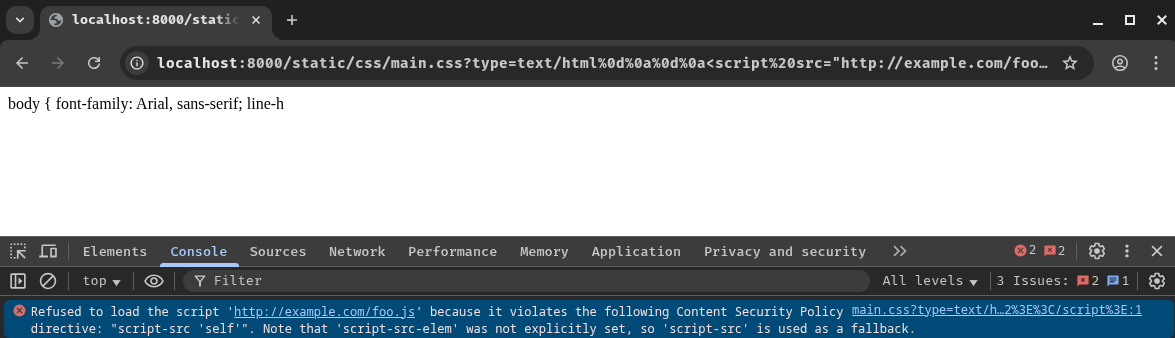 localhost:8000/static
localhost:8000/static/css/main.css?type=text/html%0d%0a%0d%0a<script%20src="http://example.com/foo…
body { font-family: Arial, sans-serif; line-h
Elements Console Sources Network Performance Memory Application Privacy and security 2 2
top Filter All levels 3 Issues: 2 1
Refused to load the script 'http://example.com/foo.js' because it violates the following Content Security Policy main.css?type=text/h…2%3E%3C/script%3E:1
directive: "script-src 'self'". Note that 'script-src-elem' was not explicitly set, so 'script-src' is used as a fallback.